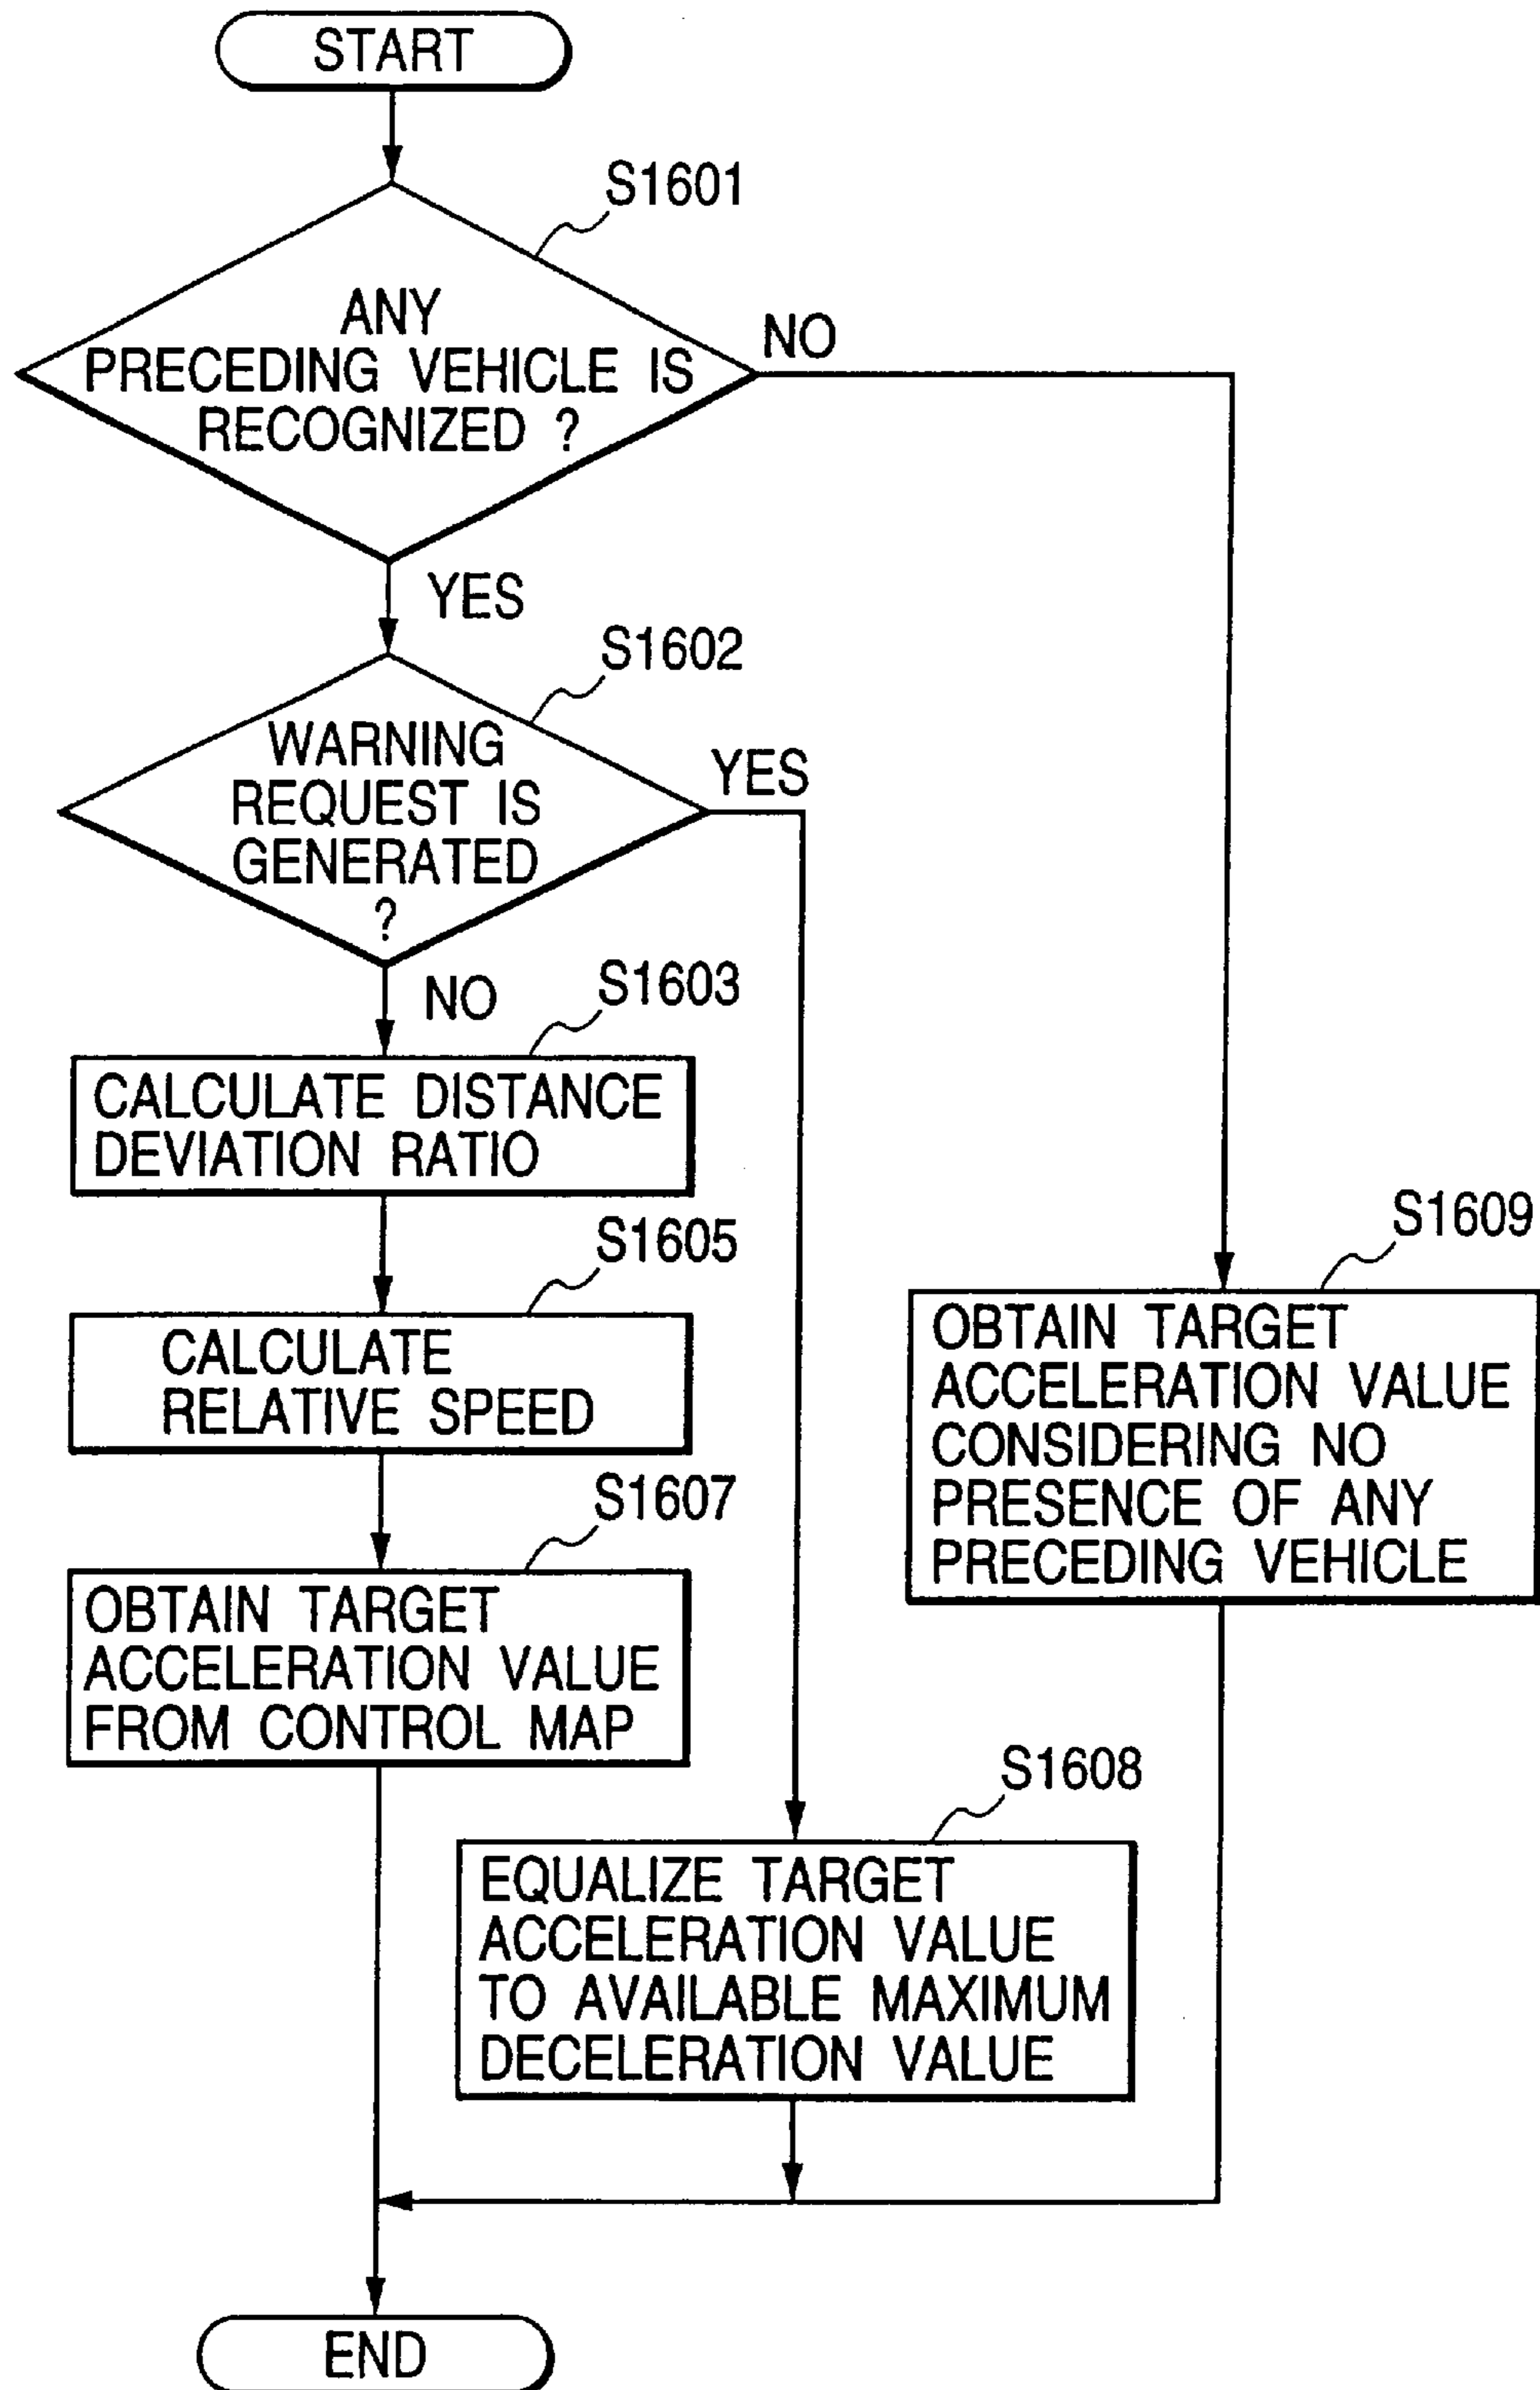 START
S1601
ANY
PRECEDING VEHICLE IS
RECOGNIZED ?
NO
YES
S1602
WARNING
REQUEST IS
GENERATED
?
YES
NO
S1603
CALCULATE DISTANCE
DEVIATION RATIO
S1605
CALCULATE
RELATIVE SPEED
S1609
OBTAIN TARGET
ACCELERATION VALUE
CONSIDERING NO
PRESENCE OF ANY
PRECEDING VEHICLE
S1607
OBTAIN TARGET
ACCELERATION VALUE
FROM CONTROL MAP
S1608
EQUALIZE TARGET
ACCELERATION VALUE
TO AVAILABLE MAXIMUM
DECELERATION VALUE
END